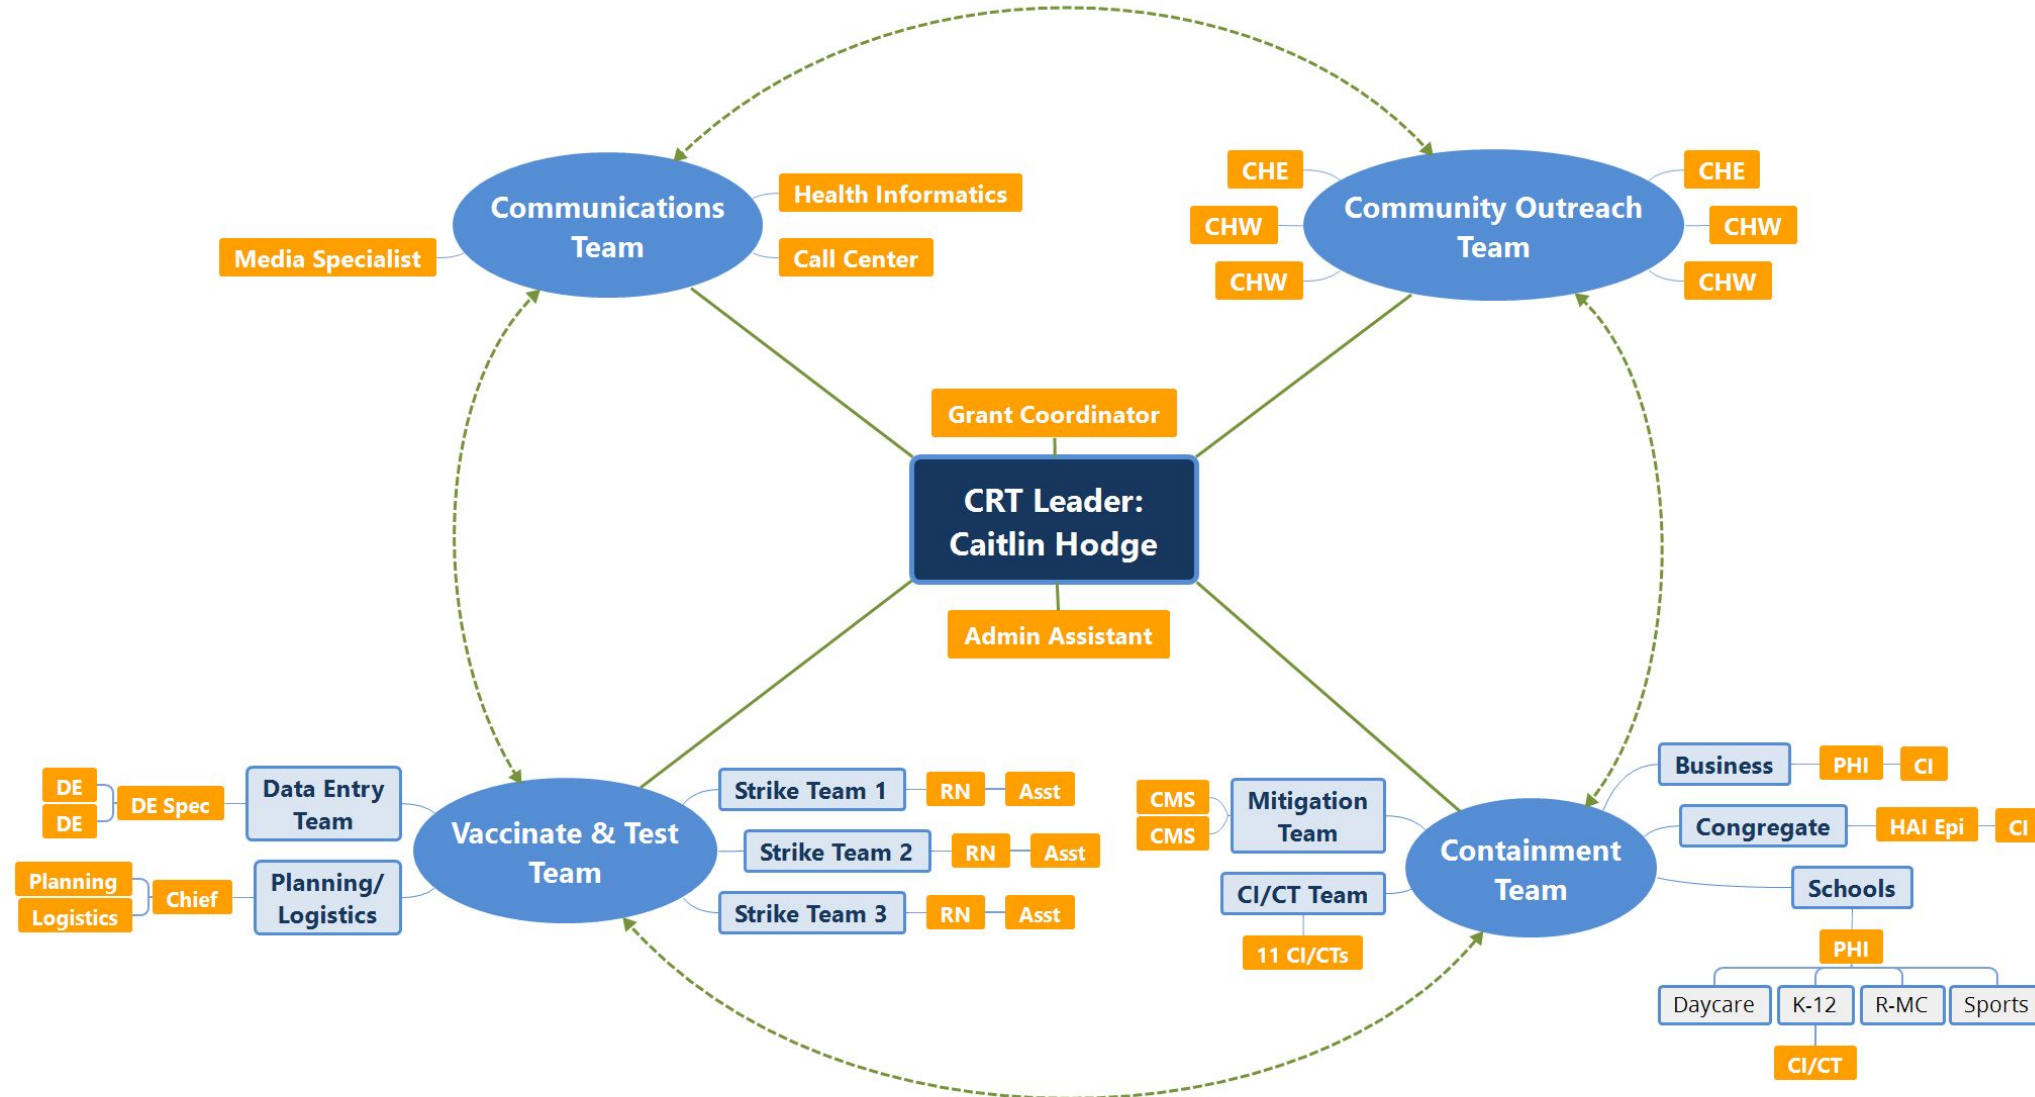 Communications
Team
Health Informatics
Call Center
Media Specialist
Community Outreach
Team
CHE
CHW
CHW
CHE
CHW
CHW
Grant Coordinator
CRT Leader:
Caitlin Hodge
Admin Assistant
Vaccinate & Test
Team
Data Entry
Team
DE Spec
DE
DE
Planning/
Logistics
Chief
Planning
Logistics
Strike Team 1
RN
Asst
Strike Team 2
RN
Asst
Strike Team 3
RN
Asst
Containment
Team
Mitigation
Team
CMS
CMS
CI/CT Team
11 CI/CTs
Business
PHI
CI
Congregate
HAI Epi
CI
Schools
PHI
Daycare
K-12
R-MC
Sports
CI/CT